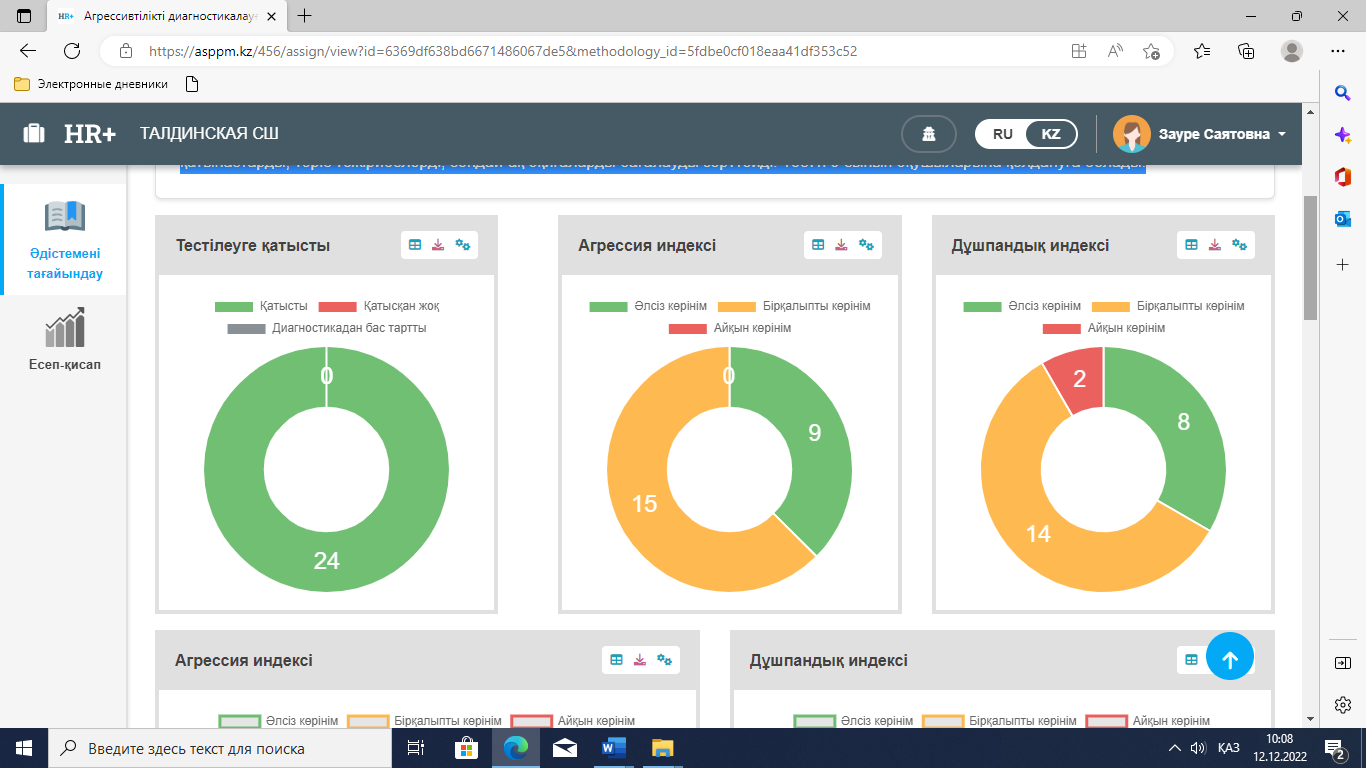 HR+ Агрессивтілікті диагностикалау
https://asppm.kz/456/assign/view?id=6369df638bd6671486067de5&methodology_id=5fdbe0cf018eaa41df353c52
Электронные дневники
HR+ ТАЛДИНСКАЯ СШ RU KZ Зауре Саятовна
Әдістемені
тағайындау
Есеп-қисап
Тестілеуге қатысты
Қатысты Қатысқан жоқ
Диагностикадан бас тартты
0
24
Агрессия индексі
Әлсіз көрінім Бірқалыпты көрінім
Айқын көрінім
0
9
15
Дұшпандық индексі
Әлсіз көрінім Бірқалыпты көрінім
Айқын көрінім
2
8
14
Агрессия индексі
Әлсіз көрінім Бірқалыпты көрінім Айқын көрінім
Дұшпандық индексі
Әлсіз көрінім Бірқалыпты көрінім Айқын көрінім
Введите здесь текст для поиска
ҚАЗ
10:08
12.12.2022
2